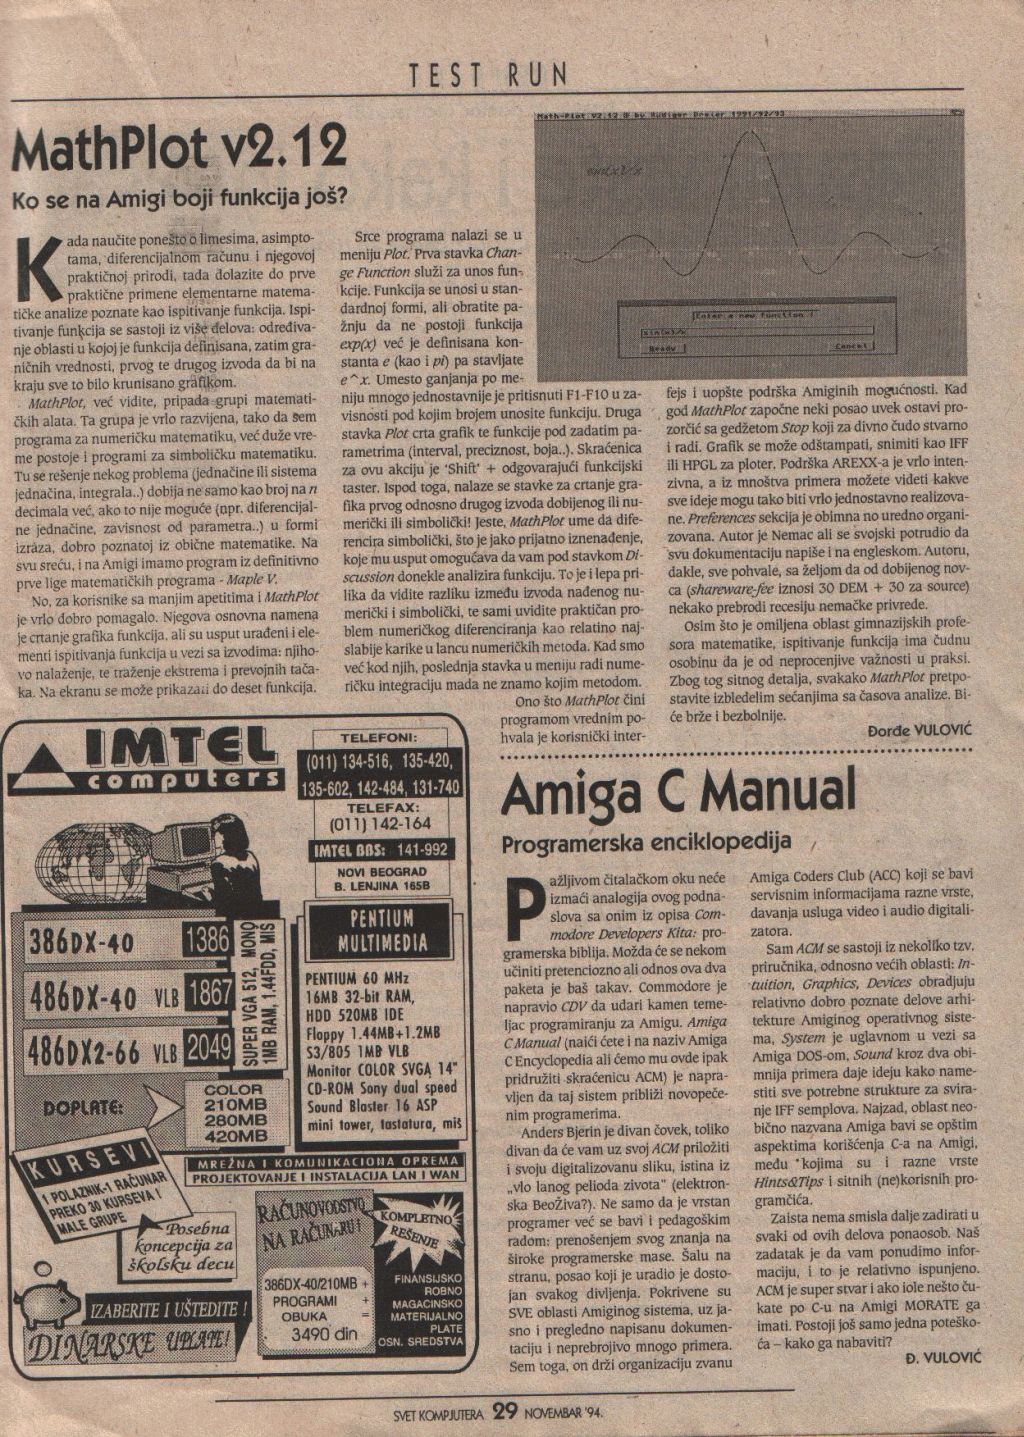 TEST RUN
MathPlot v2.12
Ko se na Amigi boji funkcija još?
Kada naučite ponešto o limesima, asimpto-
tama, diferencijalnom računu i njegovoj
praktičnoj prirodi, tada dolazite do prve
praktične primene elementarne matema-
tičke analize poznate kao ispitivanje funkcija. Ispi-
tivanje funkcija se sastoji iz više delova: određiva-
nje oblasti u kojoj je funkcija definisana, zatim gra-
ničnih vrednosti, prvog te drugog izvoda da bi na
kraju sve to bilo krunisano grafikom.
MathPlot, već vidite, pripada grupi matemati-
čkih alata. Ta grupa je vrlo razvijena, tako da sem
programa za numeričku matematiku, već duže vre-
me postoje i programi za simboličku matematiku.
Tu se rešenje nekog problema (jednačine ili sistema
jednačina, integrala..) dobija ne samo kao broj na n
decimala već, ako to nije moguće (npr. diferencijal-
ne jednačine, zavisnost od parametra..) u formi
izraza, dobro poznatoj iz obične matematike. Na
svu sreću, i na Amigi imamo program iz definitivno
prve lige matematičkih programa - Maple V.
No, za korisnike sa manjim apetitima i MathPlot
je vrlo dobro pomagalo. Njegova osnovna namena
je crtanje grafika funkcija, ali su usput urađeni i ele-
menti ispitivanja funkcija u vezi sa izvodima: njiho-
vo nalaženje, te traženje ekstrema i prevojnih tača-
ka. Na ekranu se može prikazati do deset funkcija.
Srce programa nalazi se u
meniju Plot. Prva stavka Chan-
ge Function služi za unos fun-
kcije. Funkcija se unosi u stan-
dardnoj formi, ali obratite pa-
žnju da ne postoji funkcija
exp(x) već je definisana kon-
stanta e (kao i pi) pa stavljate
e^x. Umesto ganjanja po me-
niju mnogo jednostavnije je pritisnuti F1-F10 u za-
visnosti pod kojim brojem unosite funkciju. Druga
stavka Plot crta grafik te funkcije pod zadatim pa-
rametrima (interval, preciznost, boja..). Skraćenica
za ovu akciju je 'Shift' + odgovarajući funkcijski
taster. Ispod toga, nalaze se stavke za crtanje gra-
fika prvog odnosno drugog izvoda dobijenog ili nu-
merički ili simbolički! Jeste, MathPlot ume da dife-
rencira simbolički, što je jako prijatno iznenađenje,
koje mu usput omogućava da vam pod stavkom Di-
scussion donekle analizira funkciju. To je i lepa pri-
lika da vidite razliku između izvoda nađenog nu-
merički i simbolički, te sami uvidite praktičan pro-
blem numeričkog diferenciranja kao relatino naj-
slabije karike u lancu numeričkih metoda. Kad smo
već kod njih, poslednja stavka u meniju radi nume-
ričku integraciju mada ne znamo kojim metodom.
Ono što MathPlot čini
programom vrednim po-
hvala je korisnički inter-
Math-Plot V2.12 © by Rüdiger Dreier 1991/92/93
sin(x)/x
Enter a new function !
sin(x)/x
Ready
Cancel
fejs i uopšte podrška Amiginih mogućnosti. Kad
god MathPlot započne neki posao uvek ostavi pro-
zorčić sa gedžetom Stop koji za divno čudo stvarno
i radi. Grafik se može odštampati, snimiti kao IFF
ili HPGL za ploter. Podrška AREXX-a je vrlo inten-
zivna, a iz mnoštva primera možete videti kakve
sve ideje mogu tako biti vrlo jednostavno realizova-
ne. Preferences sekcija je obimna no uredno organi-
zovana. Autor je Nemac ali se svojski potrudio da
svu dokumentaciju napiše i na engleskom. Autoru,
dakle, sve pohvale, sa željom da od dobijenog nov-
ca (shareware-fee iznosi 30 DEM + 30 za source)
nekako prebrodi recesiju nemačke privrede.
Osim što je omiljena oblast gimnazijskih profe-
sora matematike, ispitivanje funkcija ima čudnu
osobinu da je od neprocenjive važnosti u praksi.
Zbog tog sitnog detalja, svakako MathPlot pretpo-
stavite izbledelim sećanjima sa časova analize. Bi-
će brže i bezbolnije.
Đorđe VULOVIĆ
IMTEL
computers
TELEFONI:
(011) 134-516, 135-420,
135-602, 142-484, 131-740
TELEFAX:
(011) 142-164
IMTEL BBS: 141-992
NOVI BEOGRAD
B. LENJINA 165B
386DX-40 1386
486DX-40 VLB 1867
486DX2-66 VLB 2049
SUPER VGA 512, MONO
1MB RAM, 1.44FDD, MIS
DOPLATE:
COLOR
210MB
280MB
420MB
PENTIUM
MULTIMEDIA
PENTIUM 60 MHz
16MB 32-bit RAM,
HDD 520MB IDE
Floppy 1.44MB+1.2MB
S3/805 1MB VLB
Monitor COLOR SVGA 14"
CD-ROM Sony dual speed
Sound Blaster 16 ASP
mini tower, tastatura, miš
KURSEVI
1 POLAZNIK-1 RAČUNAR
PREKO 30 KURSEVA !
MALE GRUPE
Posebna
koncepcija za
školsku decu
MREŽNA I KOMUNIKACIONA OPREMA
PROJEKTOVANJE I INSTALACIJA LAN I WAN
IZABERITE I UŠTEDITE !
DINARSKE UPLATE!
RAČUNOVODSTVO
NA RAČUNARU !
386DX-40/210MB +
PROGRAMI +
OBUKA =
3490 din
KOMPLETNO
REŠENJE
FINANSIJSKO
ROBNO
MAGACINSKO
MATERIJALNO
PLATE
OSN. SREDSTVA
Amiga C Manual
Programerska enciklopedija
Pažljivom čitalačkom oku neće
izmaći analogija ovog podna-
slova sa onim iz opisa Com-
modore Developers Kita: pro-
gramerska biblija. Možda će se nekom
učiniti pretenciozno ali odnos ova dva
paketa je baš takav. Commodore je
napravio CDV da udari kamen teme-
ljac programiranju za Amigu. Amiga
C Manual (naići ćete i na naziv Amiga
C Encyclopedia ali ćemo mu ovde ipak
pridružiti skraćenicu ACM) je napra-
vljen da taj sistem približi novopeče-
nim programerima.
Anders Bjerin je divan čovek, toliko
divan da će vam uz svoj ACM priložiti
i svoju digitalizovanu sliku, istina iz
„vlo lanog pelioda zivota“ (elektron-
ska BeoŽiva?). Ne samo da je vrstan
programer već se bavi i pedagoškim
radom: prenošenjem svog znanja na
široke programerske mase. Šalu na
stranu, posao koji je uradio je dosto-
jan svakog divljenja. Pokrivene su
SVE oblasti Amiginog sistema, uz ja-
sno i pregledno napisanu dokumen-
taciju i neprebrojivo mnogo primera.
Sem toga, on drži organizaciju zvanu
Amiga Coders Club (ACC) koji se bavi
servisnim informacijama razne vrste,
davanja usluga video i audio digitali-
zatora.
Sam ACM se sastoji iz nekoliko tzv.
priručnika, odnosno većih oblasti: In-
tuition, Graphics, Devices obrađuju
relativno dobro poznate delove arhi-
tekture Amiginog operativnog siste-
ma, System je uglavnom u vezi sa
Amiga DOS-om, Sound kroz dva obi-
mnija primera daje ideju kako name-
stiti sve potrebne strukture za svira-
nje IFF semplova. Najzad, oblast neo-
bično nazvana Amiga bavi se opštim
aspektima korišćenja C-a na Amigi,
među kojima su i razne vrste
Hints&Tips i sitnih (ne)korisnih pro-
gramčića.
Zaista nema smisla dalje zadirati u
svaki od ovih delova ponaosob. Naš
zadatak je da vam ponudimo infor-
maciju, i to je relativno ispunjeno.
ACM je super stvar i ako iole nešto ču-
kate po C-u na Amigi MORATE ga
imati. Postoji još samo jedna poteško-
ća – kako ga nabaviti?
Đ. VULOVIĆ
SVET KOMPJUTERA 29 NOVEMBAR '94.